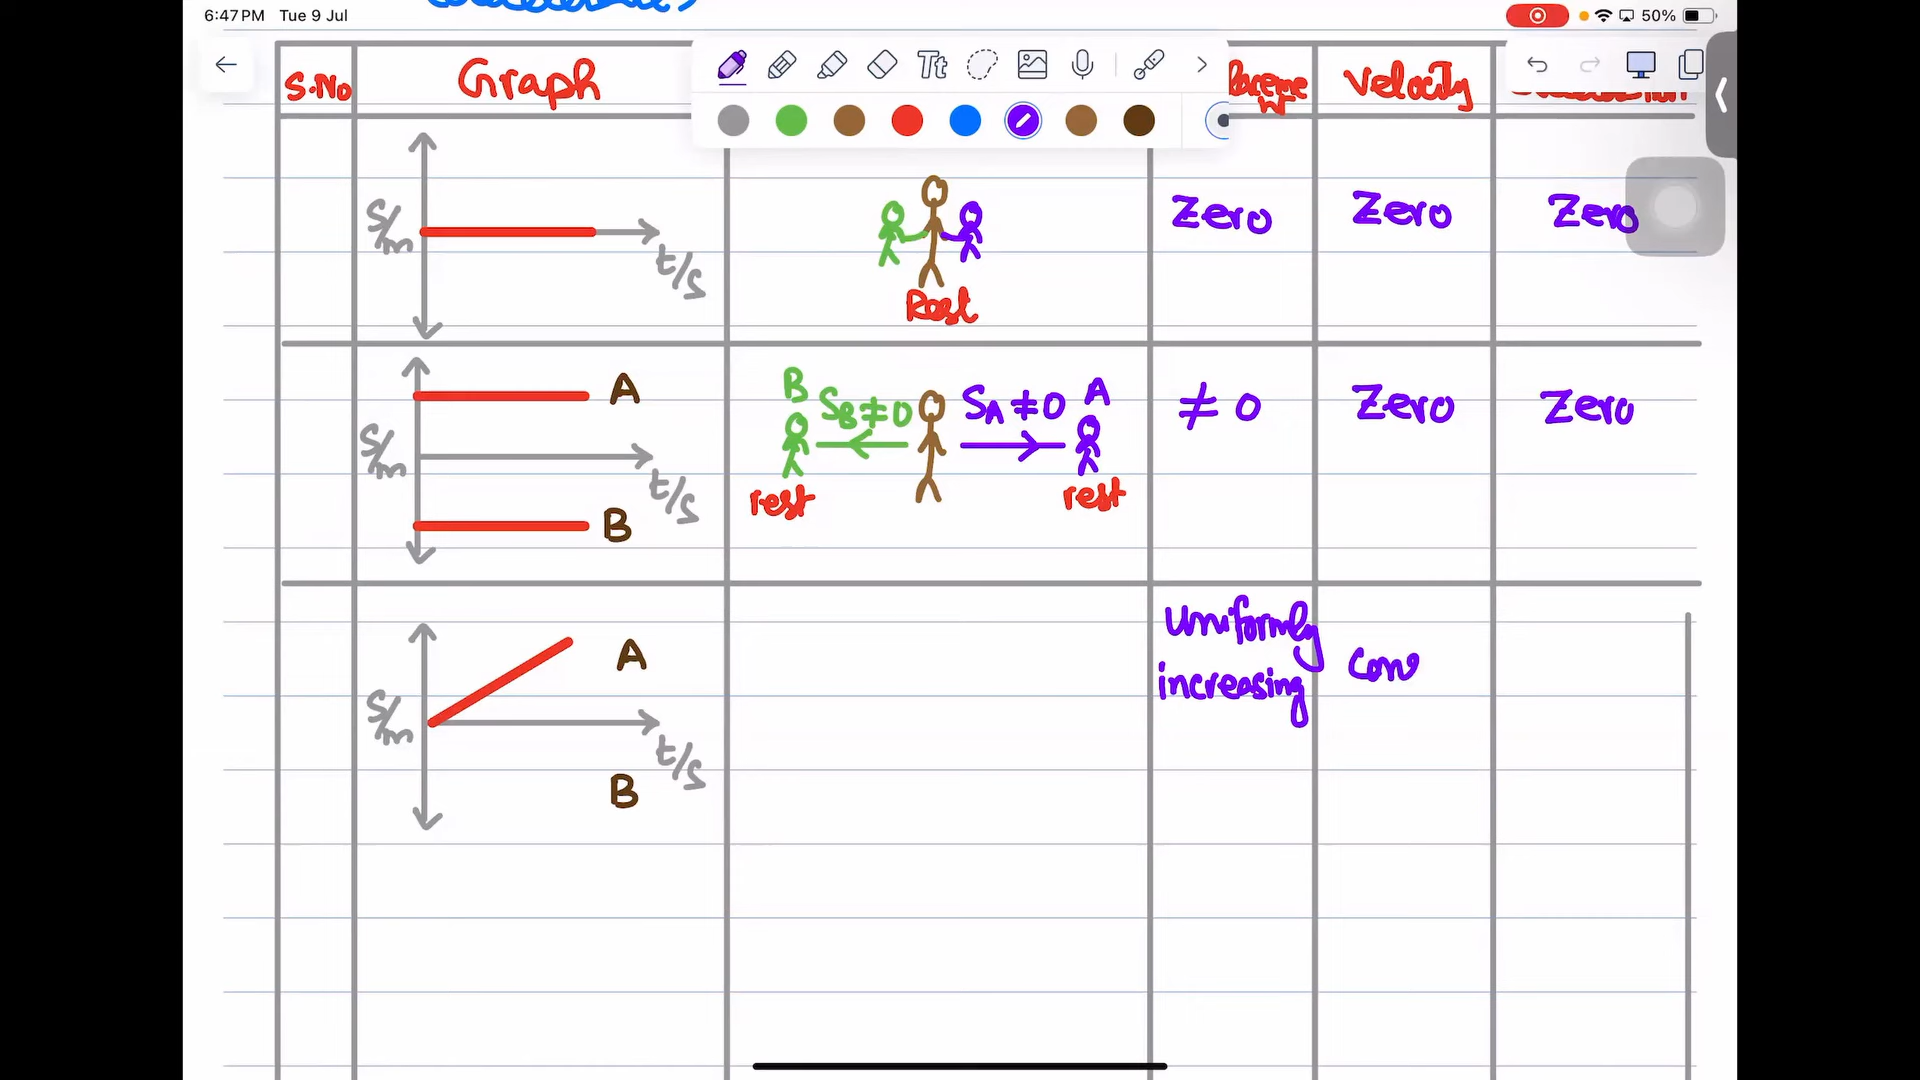 6:47 PM Tue 9 Jul
50%
Tt
S.No
Graph
Velocity
S/m
t/s
Rest
Zero
Zero
Zero
S/m
t/s
A
B
B
SB ≠ 0
SA ≠ 0
A
rest
rest
≠ 0
Zero
Zero
S/m
t/s
A
B
Uniformly
increasing
Cons